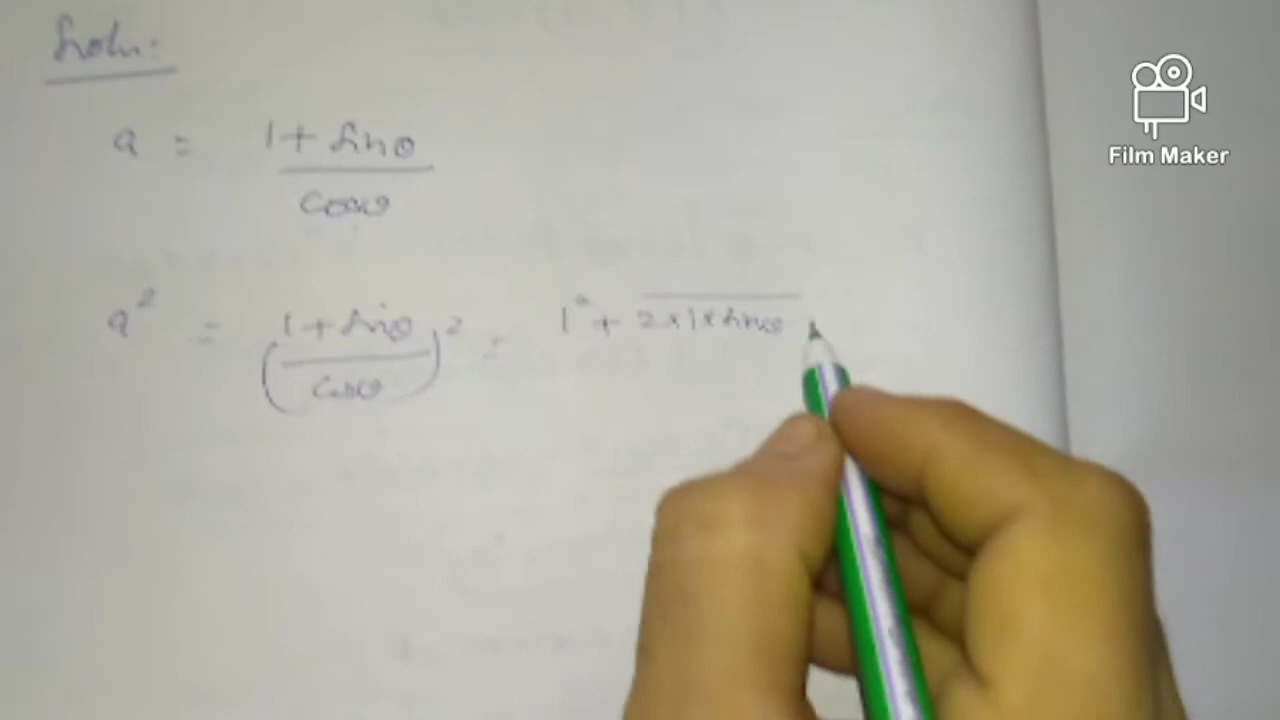 Soln:
a = 1 + sinθ / cosθ
a² = (1 + sinθ / cosθ)² = 1² + 2×1×sinθ
Film Maker